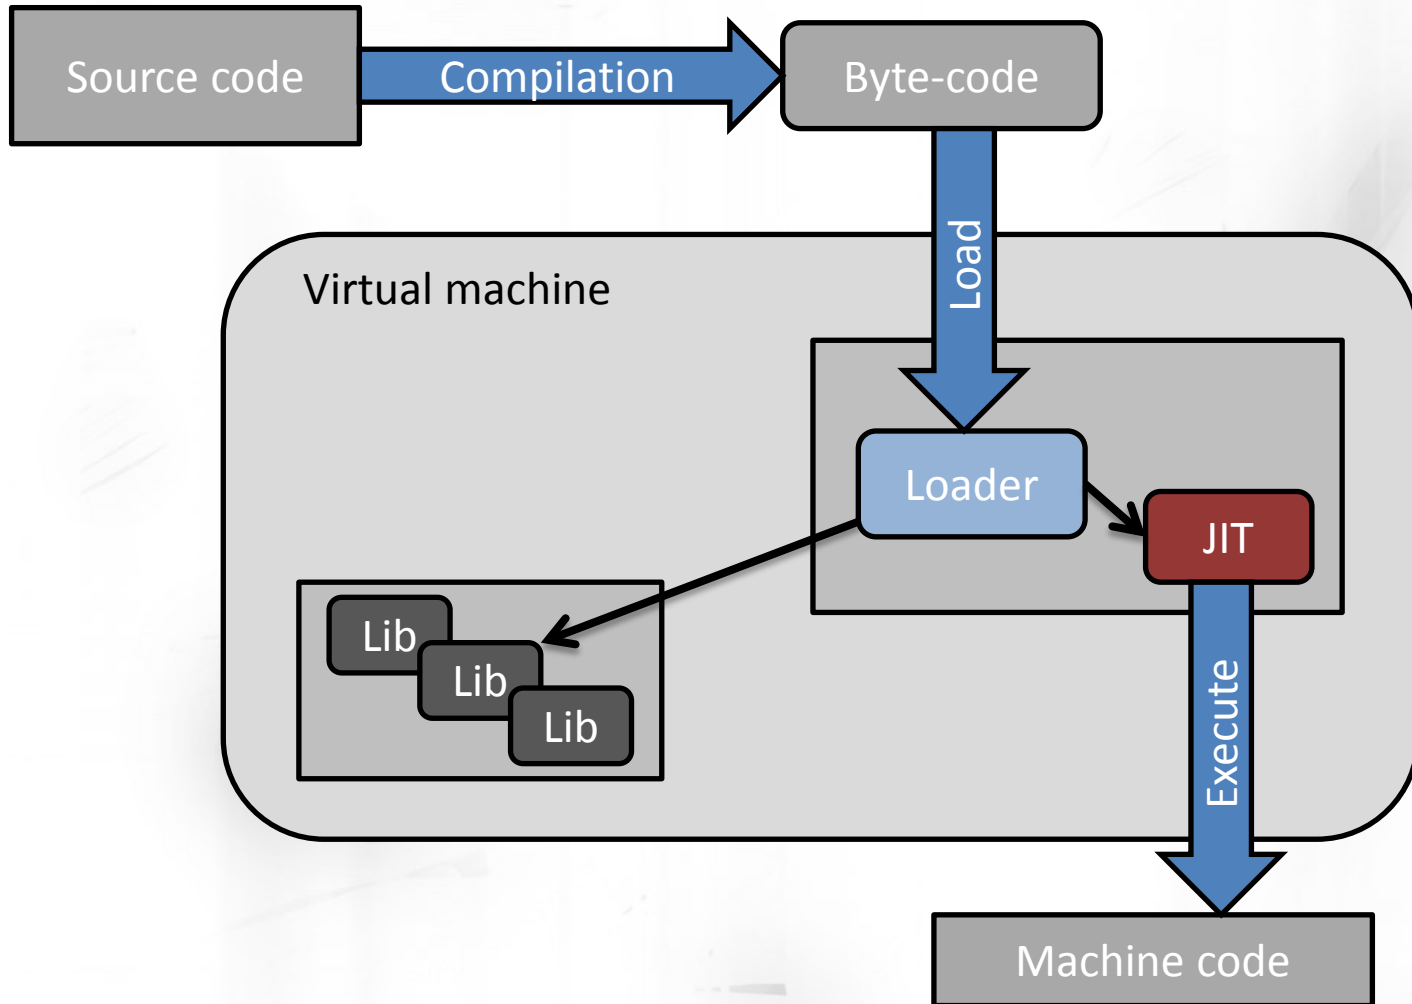 Source code
Compilation
Byte-code
Load
Virtual machine
Loader
JIT
Lib
Lib
Lib
Execute
Machine code